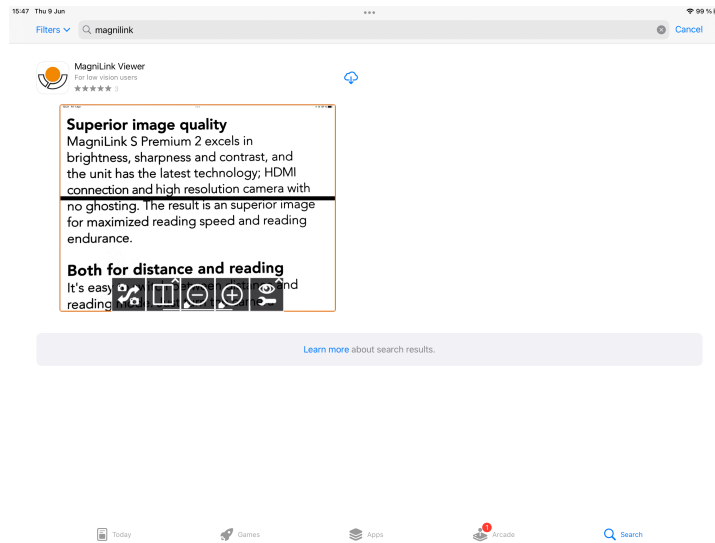 15:47 Thu 9 Jun 99 %
Filters magnilink Cancel
MagniLink Viewer
For low vision users
★★★★★ 3
Superior image quality
MagniLink S Premium 2 excels in
brightness, sharpness and contrast, and
the unit has the latest technology; HDMI
connection and high resolution camera with
no ghosting. The result is an superior image
for maximized reading speed and reading
endurance.
Both for distance and reading
It's easy and
reading
Learn more about search results.
Today Games Apps 1 Arcade Search